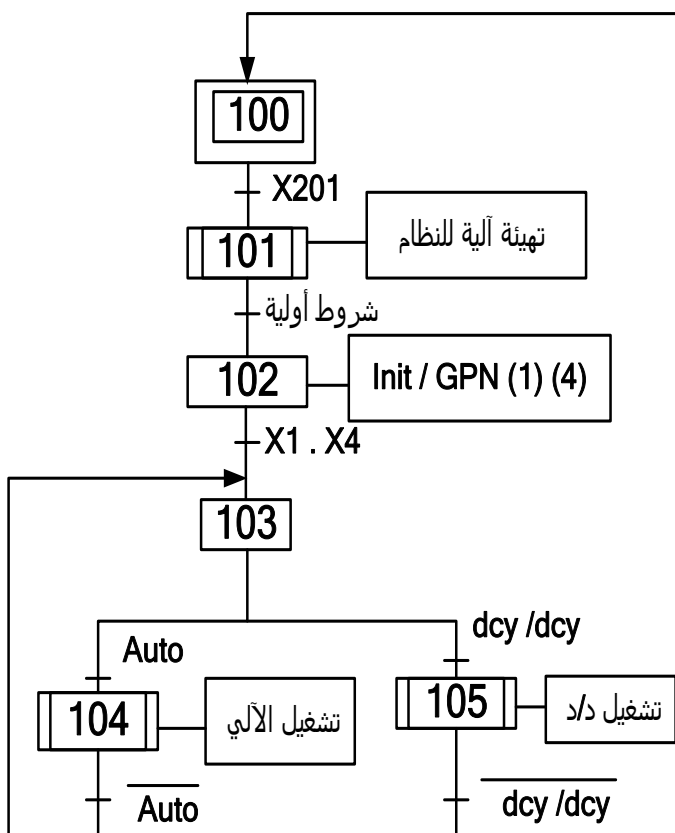 100
X201
101
تهيئة آلية للنظام
شروط أولية
102
Init / GPN (1) (4)
X1 . X4
103
Auto
dcy /dcy
104
تشغيل الآلي
105
تشغيل د/د
Auto
dcy /dcy